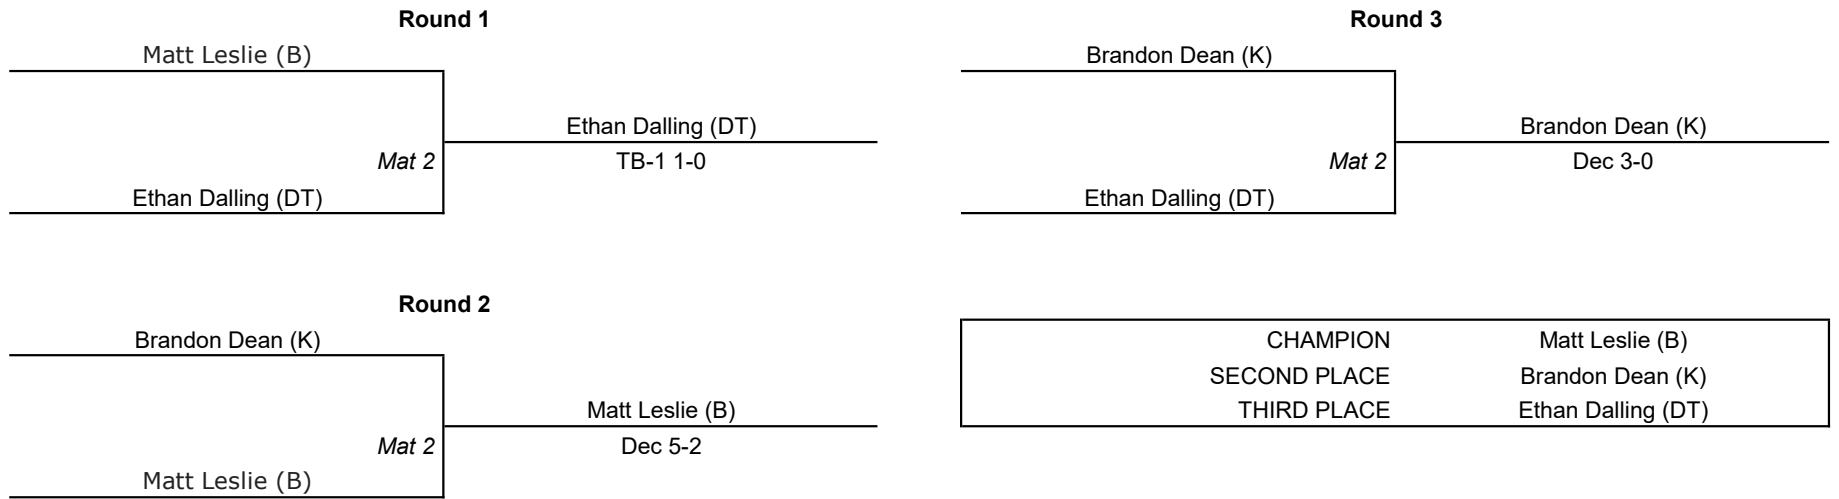 Round 1
Matt Leslie (B)
Ethan Dalling (DT)
Mat 2
TB-1 1-0
Ethan Dalling (DT)
Round 2
Brandon Dean (K)
Matt Leslie (B)
Mat 2
Dec 5-2
Matt Leslie (B)
Round 3
Brandon Dean (K)
Brandon Dean (K)
Mat 2
Dec 3-0
Ethan Dalling (DT)
CHAMPION Matt Leslie (B)
SECOND PLACE Brandon Dean (K)
THIRD PLACE Ethan Dalling (DT)